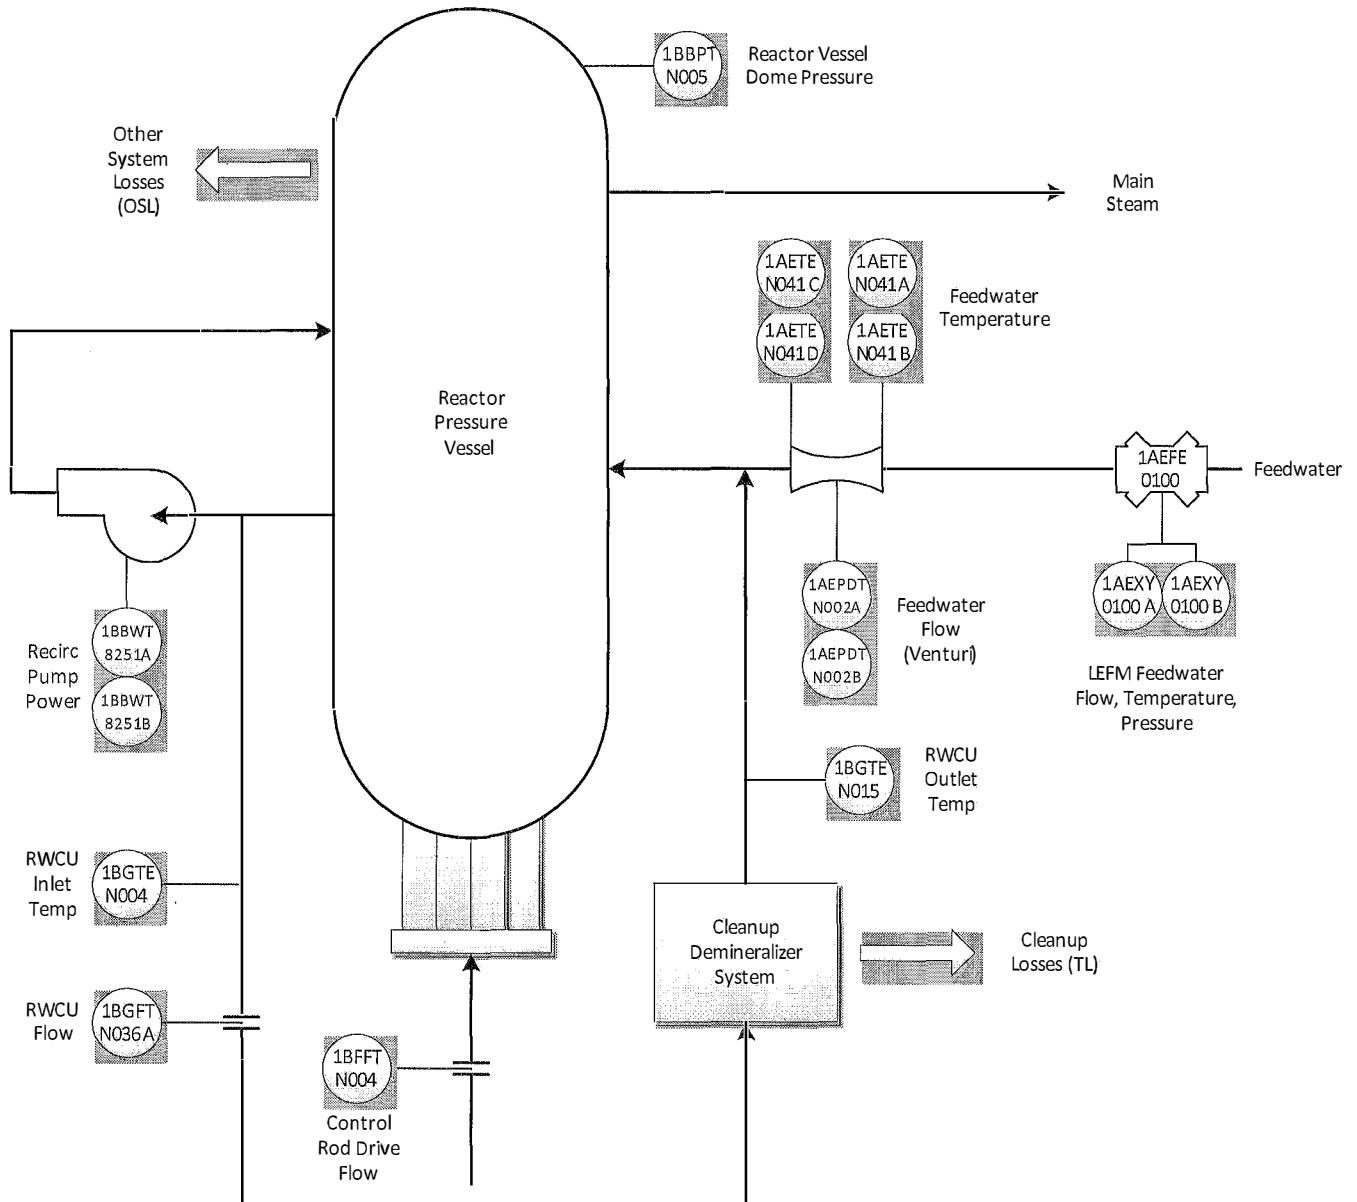 1BBPT
N005
Reactor Vessel
Dome Pressure
Other
System
Losses
(OSL)
Main
Steam
1AETE
N041C
1AETE
N041A
1AETE
N041D
1AETE
N041B
Feedwater
Temperature
Reactor
Pressure
Vessel
1AEFE
0100
Feedwater
1AEXY
0100 A
1AEXY
0100 B
LEFM Feedwater
Flow, Temperature,
Pressure
1AEPDT
N002A
1AEPDT
N002B
Feedwater
Flow
(Venturi)
Recirc
Pump
Power
1BBWT
8251A
1BBWT
8251B
1BGTE
N015
RWCU
Outlet
Temp
RWCU
Inlet
Temp
1BGTE
N004
Cleanup
Demineralizer
System
Cleanup
Losses (TL)
RWCU
Flow
1BGFT
N036A
1BFFT
N004
Control
Rod Drive
Flow